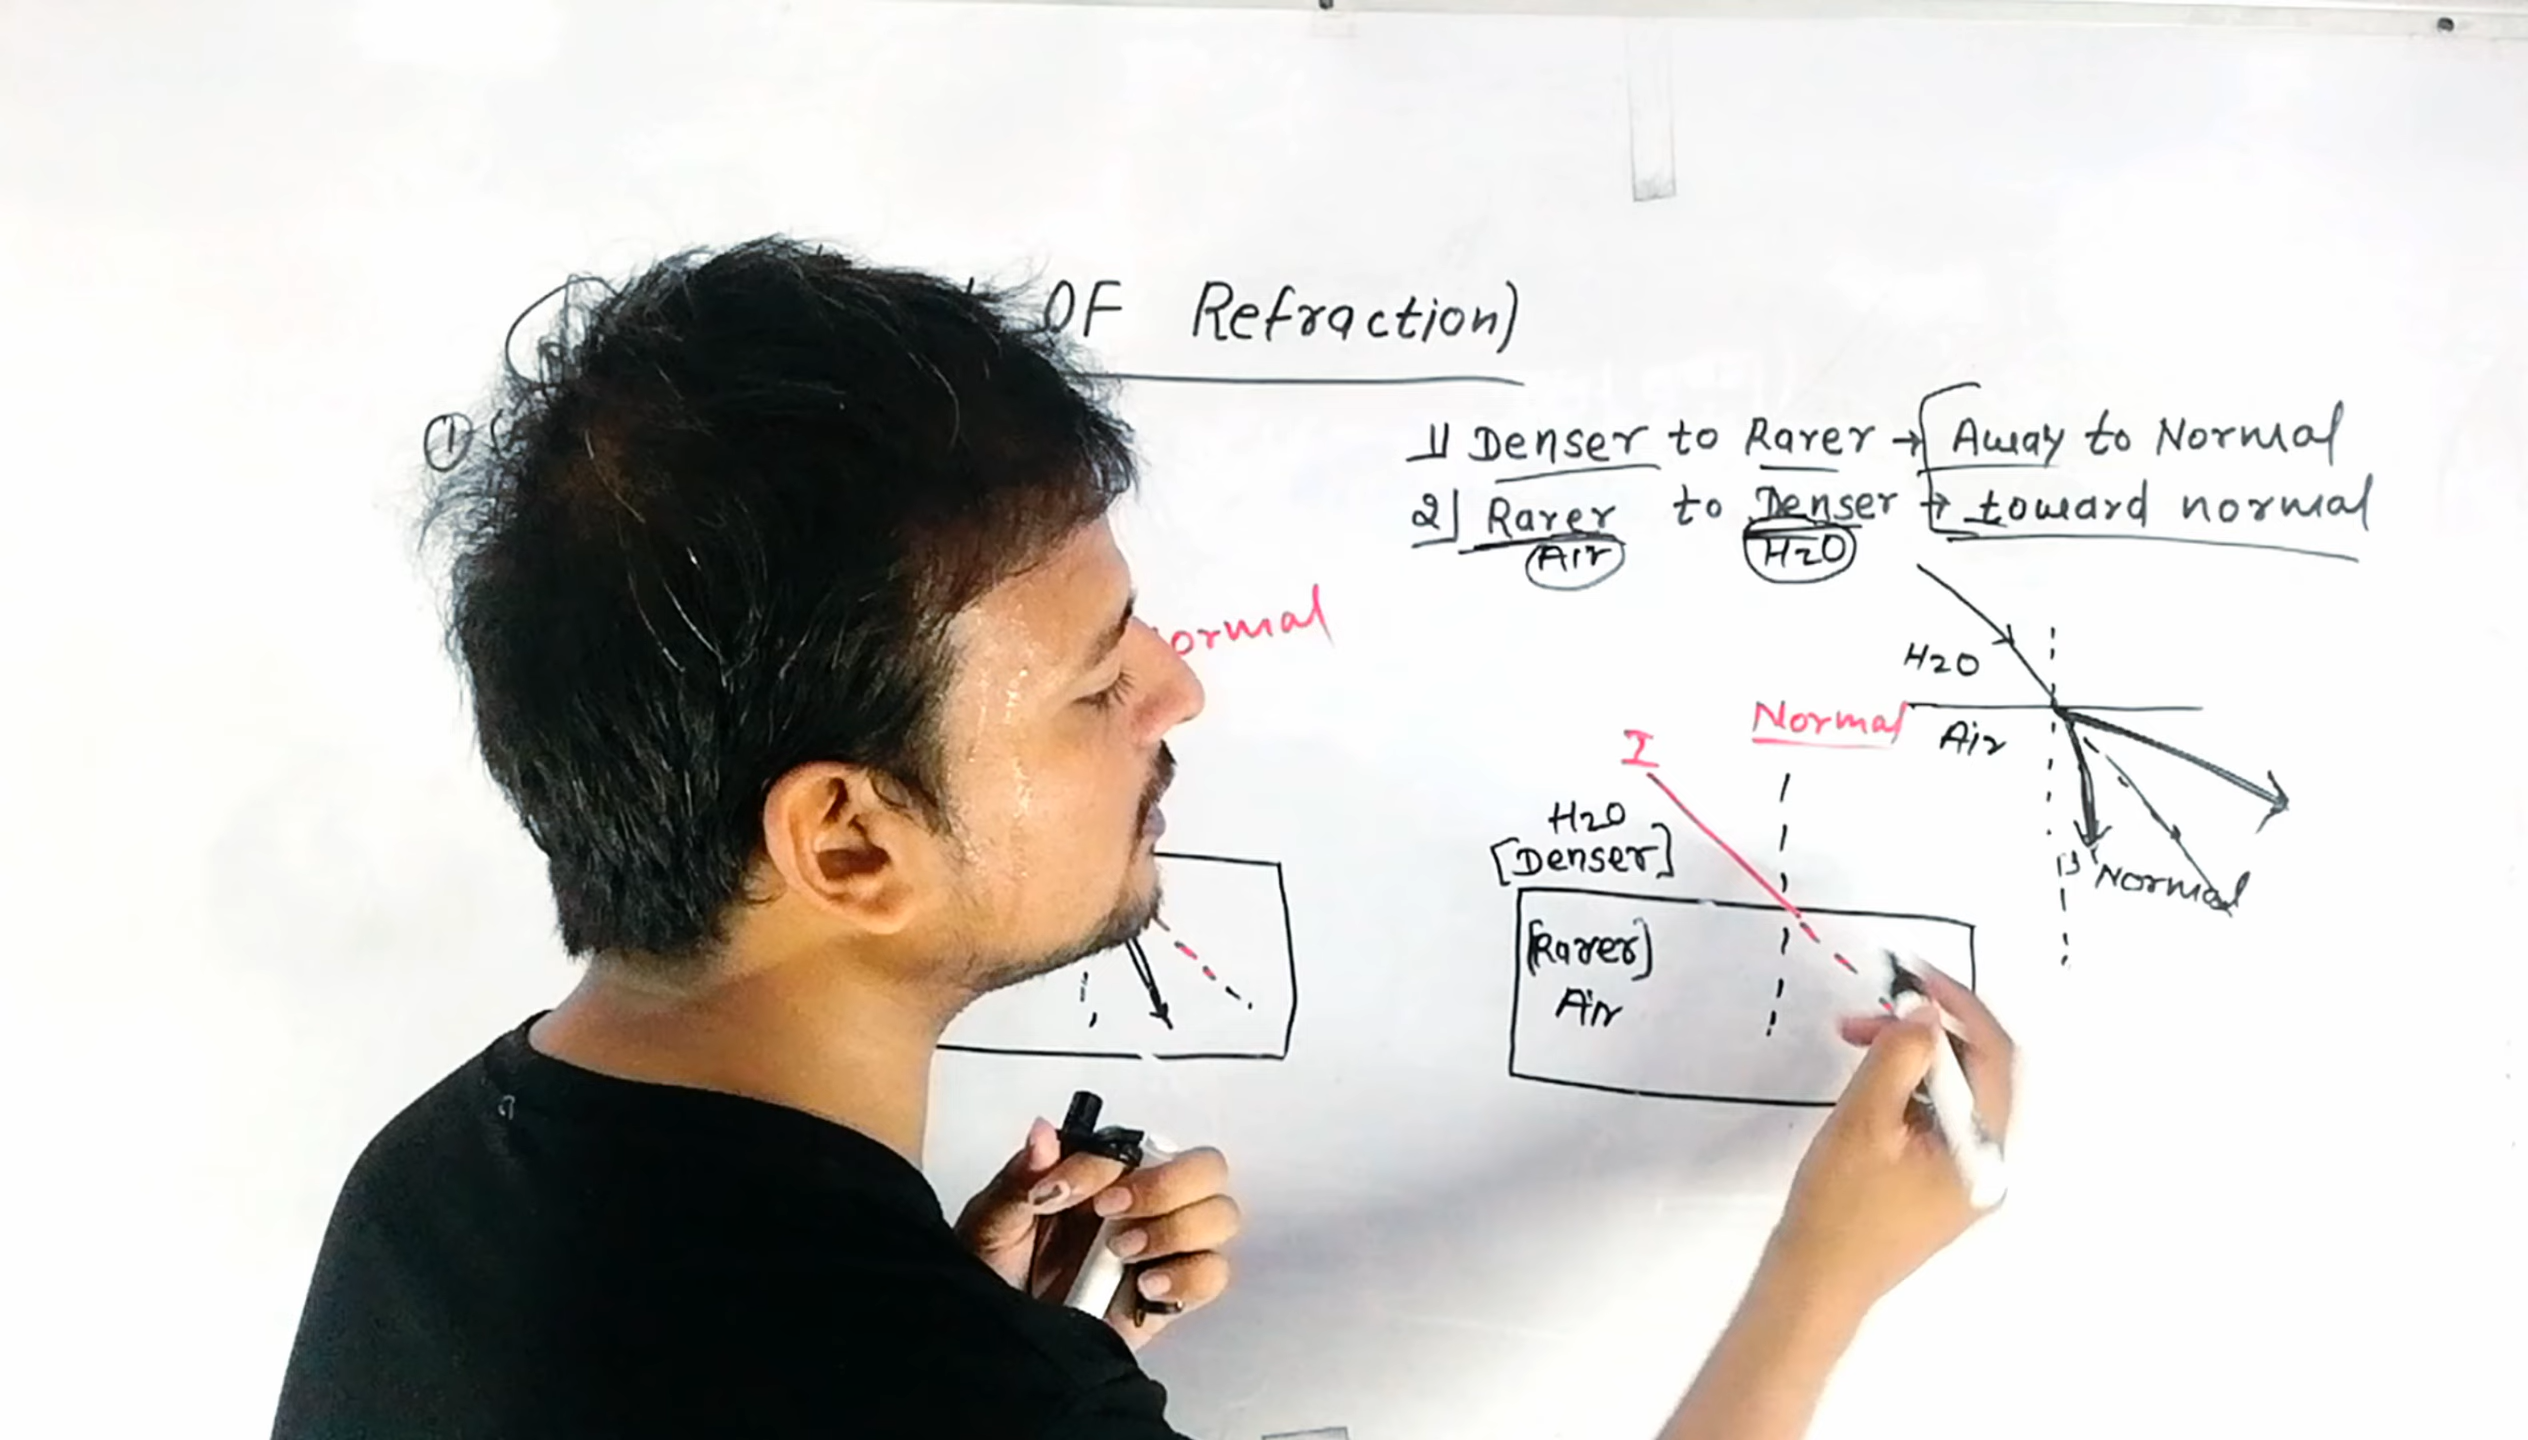 OF Refraction)
①
1] Denser to Rarer → Away to Normal
2] Rarer to Denser → toward normal
Air H2O
ormal
H2O
Air
Normal
I
H2O
[Denser]
[Rarer]
Air
Normal